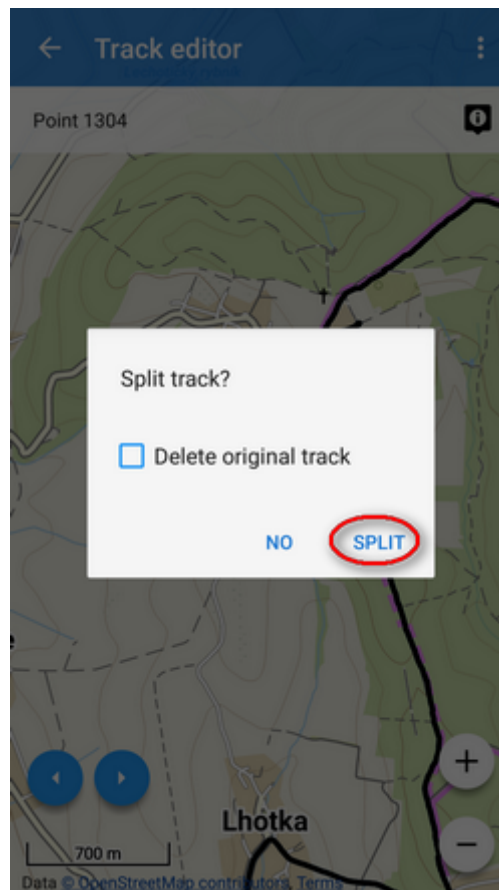 Track editor
Point 1304
Split track?
Delete original track
NO
SPLIT
Lhotka
700 m
Data © OpenStreetMap contributors, Terms